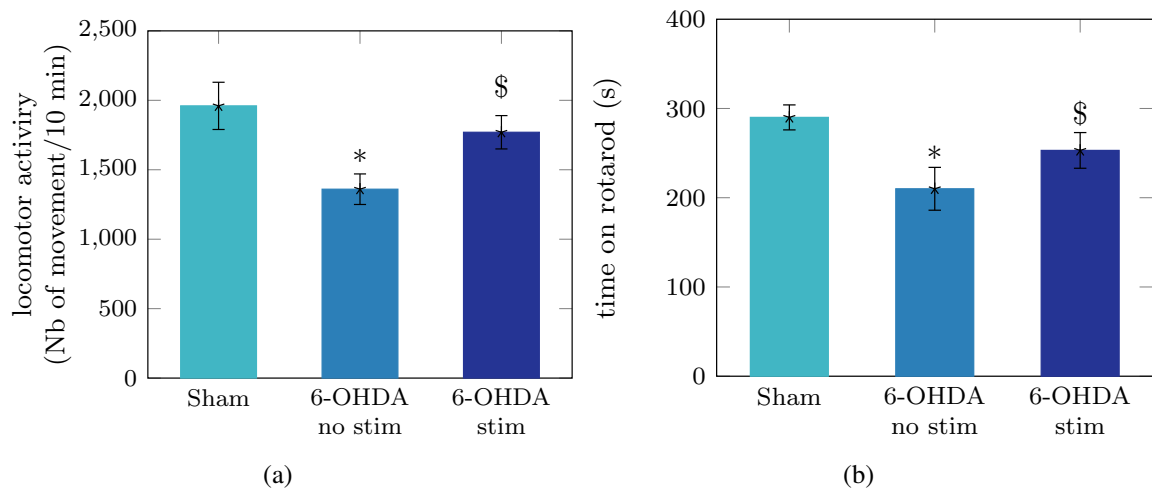 locomotor activiry
(Nb of movement/10 min)
2,500
2,000
1,500
1,000
500
0
$
*
Sham
6-OHDA
no stim
6-OHDA
stim
(a)
time on rotarod (s)
400
300
200
100
0
$
*
Sham
6-OHDA
no stim
6-OHDA
stim
(b)